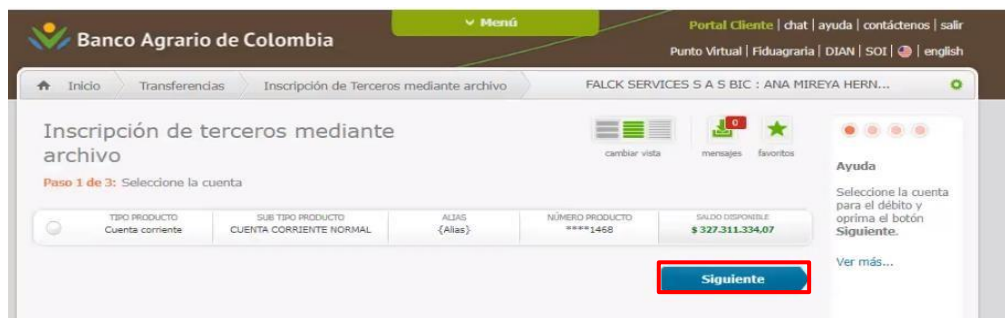 Menú
Portal Cliente | chat | ayuda | contáctenos | salir
Banco Agrario de Colombia
Punto Virtual | Fiduagraria | DIAN | SOI | english
Inicio
Transferencias
Inscripción de Terceros mediante archivo
FALCK SERVICES S A S BIC : ANA MIREYA HERN...
Inscripción de terceros mediante
archivo
Paso 1 de 3: Seleccione la cuenta
cambiar vista
0
mensajes
favoritos
TIPO PRODUCTO
Cuenta corriente
SUB TIPO PRODUCTO
CUENTA CORRIENTE NORMAL
ALIAS
{Alias}
NÚMERO PRODUCTO
****1468
SALDO DISPONIBLE
$ 327.311.334,07
Siguiente
Ayuda
Seleccione la cuenta
para el débito y
oprima el botón
Siguiente.
Ver más...